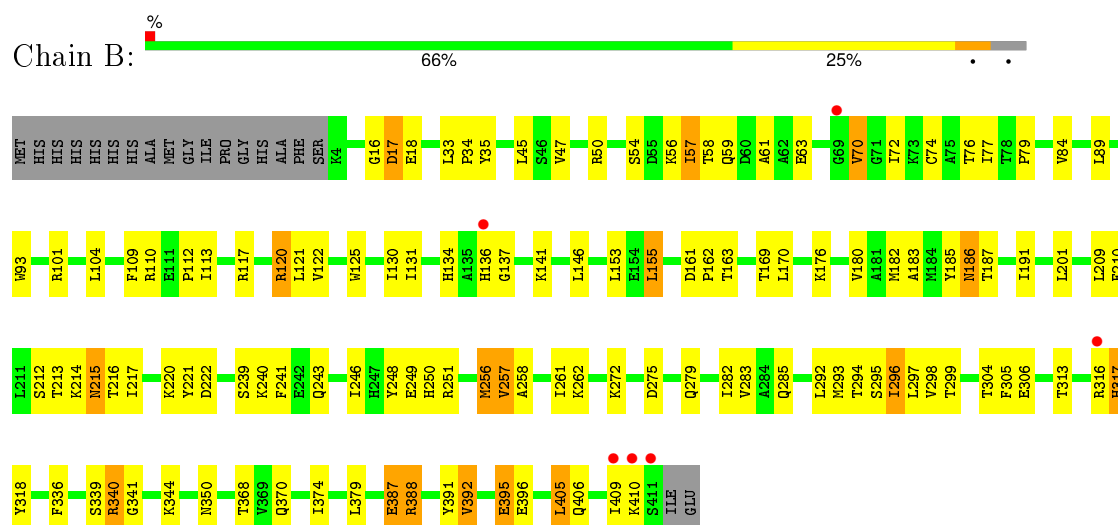 %
Chain B:
66% 25% • •
MET HIS HIS HIS HIS HIS HIS ALA MET GLY ILE PRO GLY HIS ALA PHE SER K4 G16 D17 E18 L33 P34 Y35 L45 S46 V47 R50 S54 D55 K56 I57 T58 Q59 D60 A61 A62 E63 G69 V70 G71 I72 K73 C74 A75 T76 I77 T78 P79 V84 L89
W93 R101 L104 F109 R110 E111 P112 I113 R117 R120 L121 V122 W125 I130 I131 H134 A135 H136 G137 K141 L146 L153 E154 L155 D161 P162 T163 T169 L170 K176 V180 A181 M182 A183 M184 Y185 N186 T187 I191 L201 L209
L211 S212 T213 K214 N215 T216 I217 K220 Y221 D222 S239 K240 F241 E242 Q243 I246 H247 Y248 E249 H250 R251 M256 V257 A258 I261 K262 K272 D275 Q279 I282 V283 A284 Q285 L292 M293 T294 S295 I296 L297 V298 T299 T304 F305 E306 T313 R316
Y318 F336 S339 R340 G341 K344 N350 T368 V369 Q370 I374 L379 E387 R388 Y391 V392 E395 E396 L405 Q406 I409 K410 S411 ILE GLU